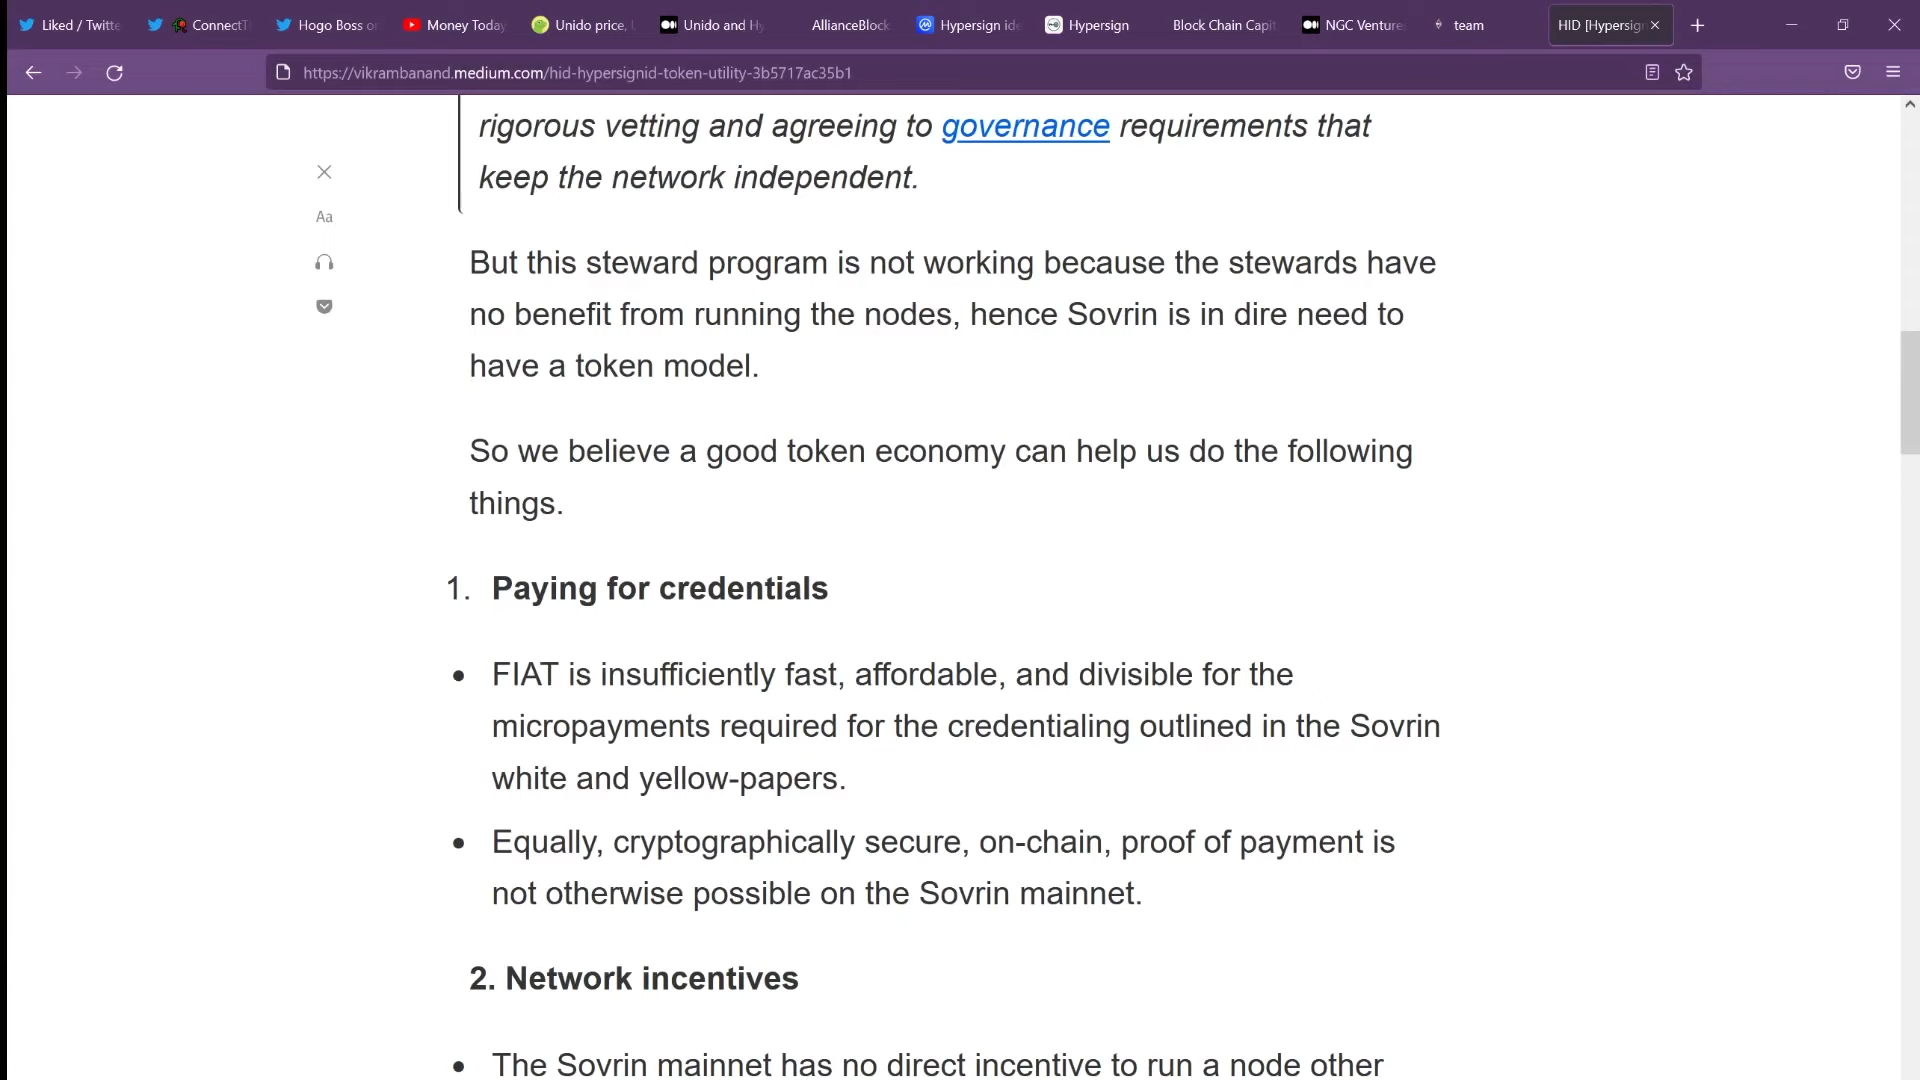 Liked / Twitte
ConnectT
Hogo Boss o
Money Today
Unido price,
Unido and Hy
AllianceBlock
Hypersign ide
Hypersign
Block Chain Capit
NGC Venture
team
HID [Hypersig
https://vikrambanand.medium.com/hid-hypersignid-token-utility-3b5717ac35b1
rigorous vetting and agreeing to governance requirements that
keep the network independent.
Aa
But this steward program is not working because the stewards have
no benefit from running the nodes, hence Sovrin is in dire need to
have a token model.
So we believe a good token economy can help us do the following
things.
1. Paying for credentials
• FIAT is insufficiently fast, affordable, and divisible for the
micropayments required for the credentialing outlined in the Sovrin
white and yellow-papers.
• Equally, cryptographically secure, on-chain, proof of payment is
not otherwise possible on the Sovrin mainnet.
2. Network incentives
• The Sovrin mainnet has no direct incentive to run a node other